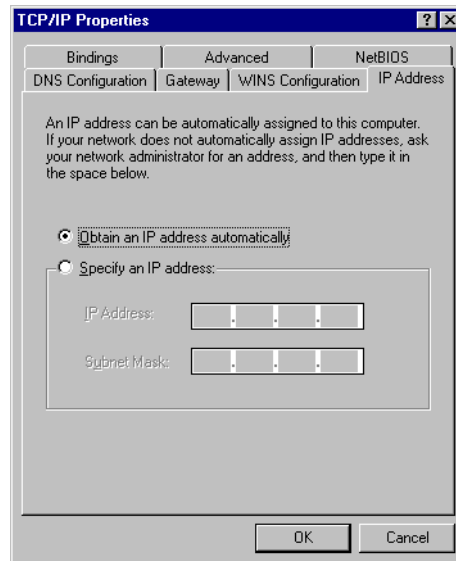 TCP/IP Properties
Bindings Advanced NetBIOS
DNS Configuration Gateway WINS Configuration IP Address
An IP address can be automatically assigned to this computer.
If your network does not automatically assign IP addresses, ask
your network administrator for an address, and then type it in
the space below.
Obtain an IP address automatically
Specify an IP address:
IP Address:
Subnet Mask:
OK Cancel